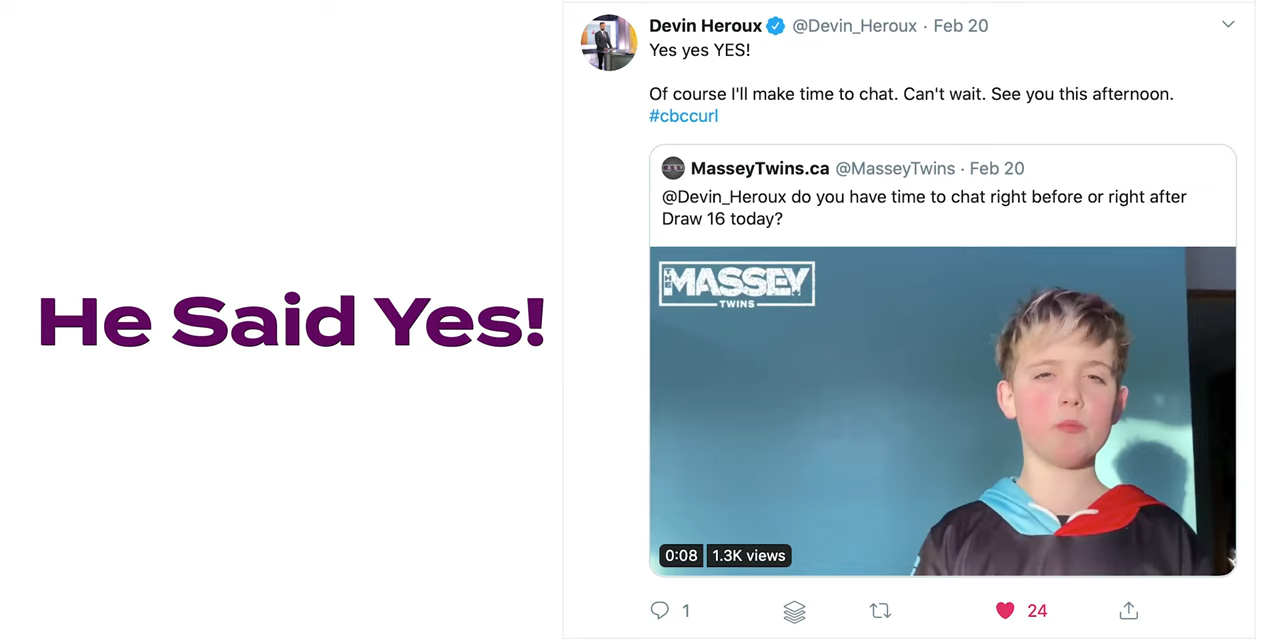 He Said Yes!
Devin Heroux @Devin_Heroux · Feb 20
Yes yes YES!
Of course I'll make time to chat. Can't wait. See you this afternoon.
#cbccurl
MasseyTwins.ca @MasseyTwins · Feb 20
@Devin_Heroux do you have time to chat right before or right after
Draw 16 today?
THE MASSEY
TWINS
0:08 1.3K views
1 24